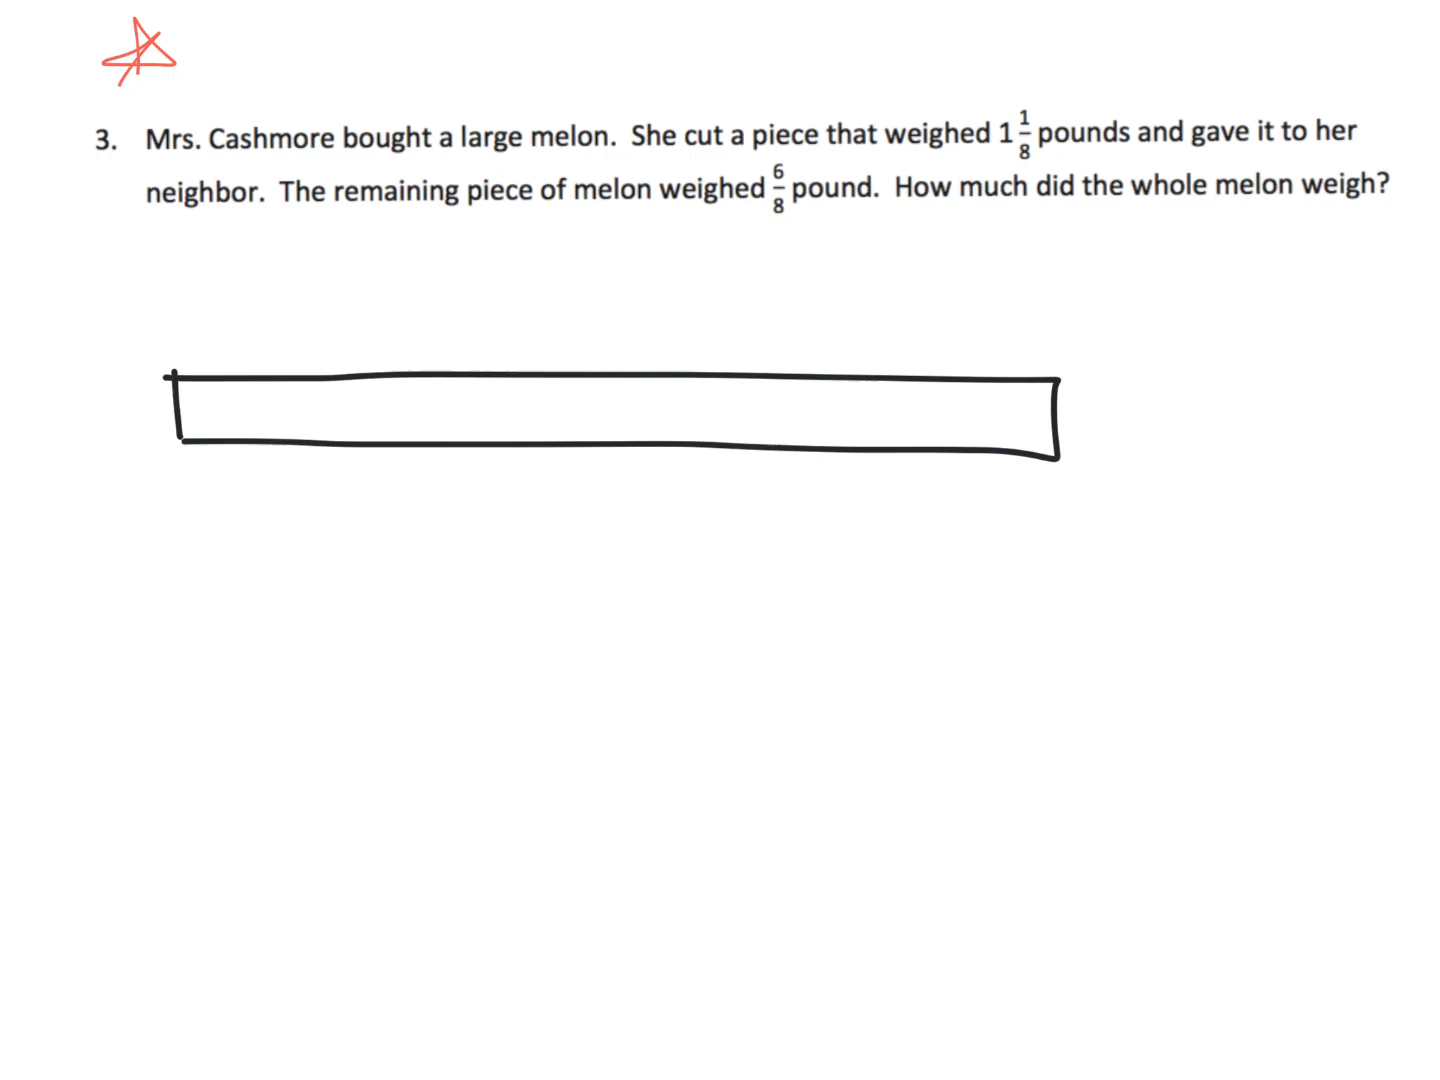 3. Mrs. Cashmore bought a large melon. She cut a piece that weighed 1 1/8 pounds and gave it to her
neighbor. The remaining piece of melon weighed 6/8 pound. How much did the whole melon weigh?